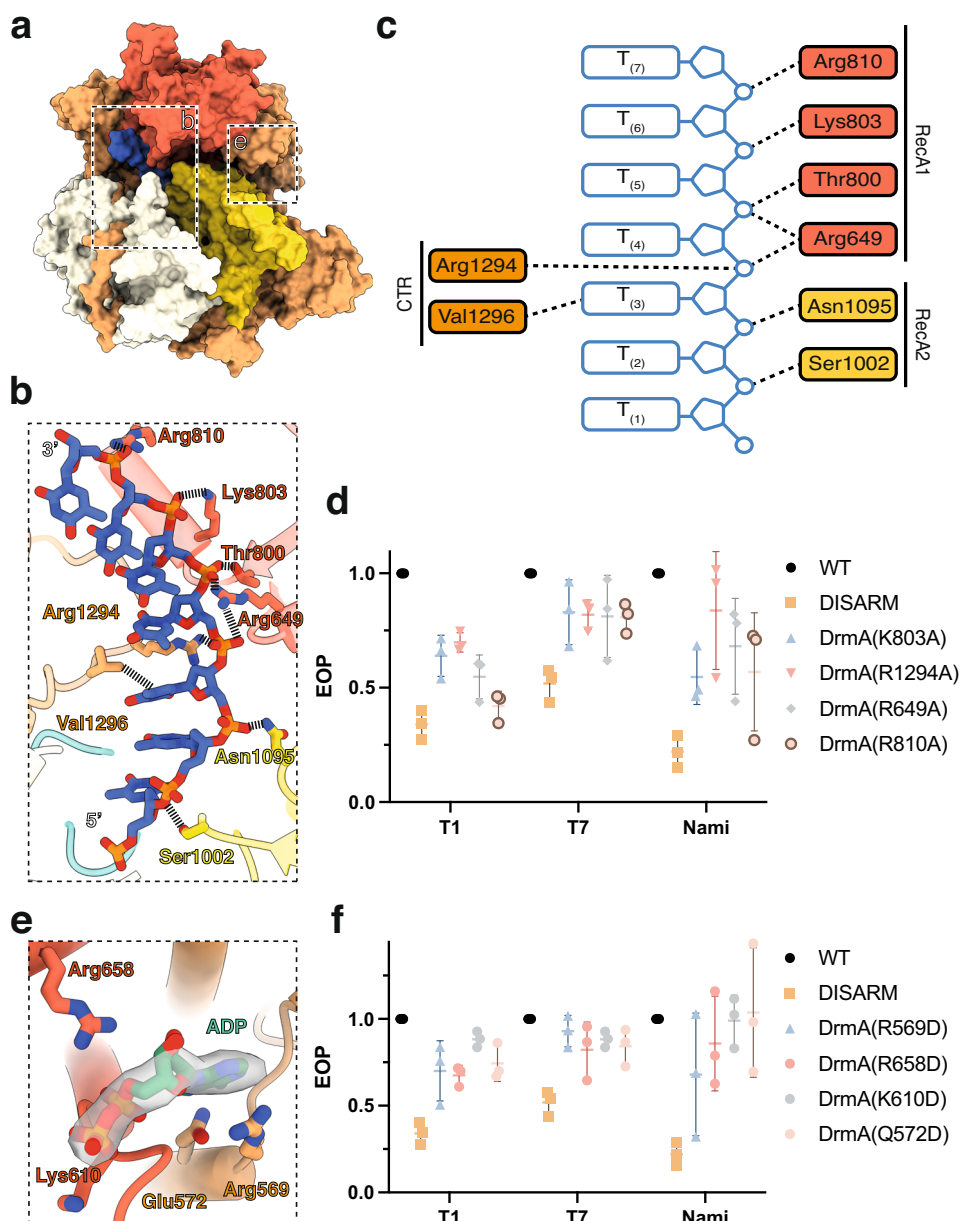 a
b
e
c
T(7)
Arg810
T(6)
Lys803
T(5)
Thr800
T(4)
Arg649
RecA1
CTR
Arg1294
Val1296
T(3)
Asn1095
T(2)
Ser1002
T(1)
RecA2
b
3'
Arg810
Lys803
Thr800
Arg1294
Arg649
Val1296
Asn1095
5'
Ser1002
d
EOP
1.0
0.5
0.0
T1
T7
Nami
WT
DISARM
DrmA(K803A)
DrmA(R1294A)
DrmA(R649A)
DrmA(R810A)
e
Arg658
ADP
Lys610
Glu572
Arg569
f
EOP
1.0
0.5
0.0
T1
T7
Nami
WT
DISARM
DrmA(R569D)
DrmA(R658D)
DrmA(K610D)
DrmA(Q572D)